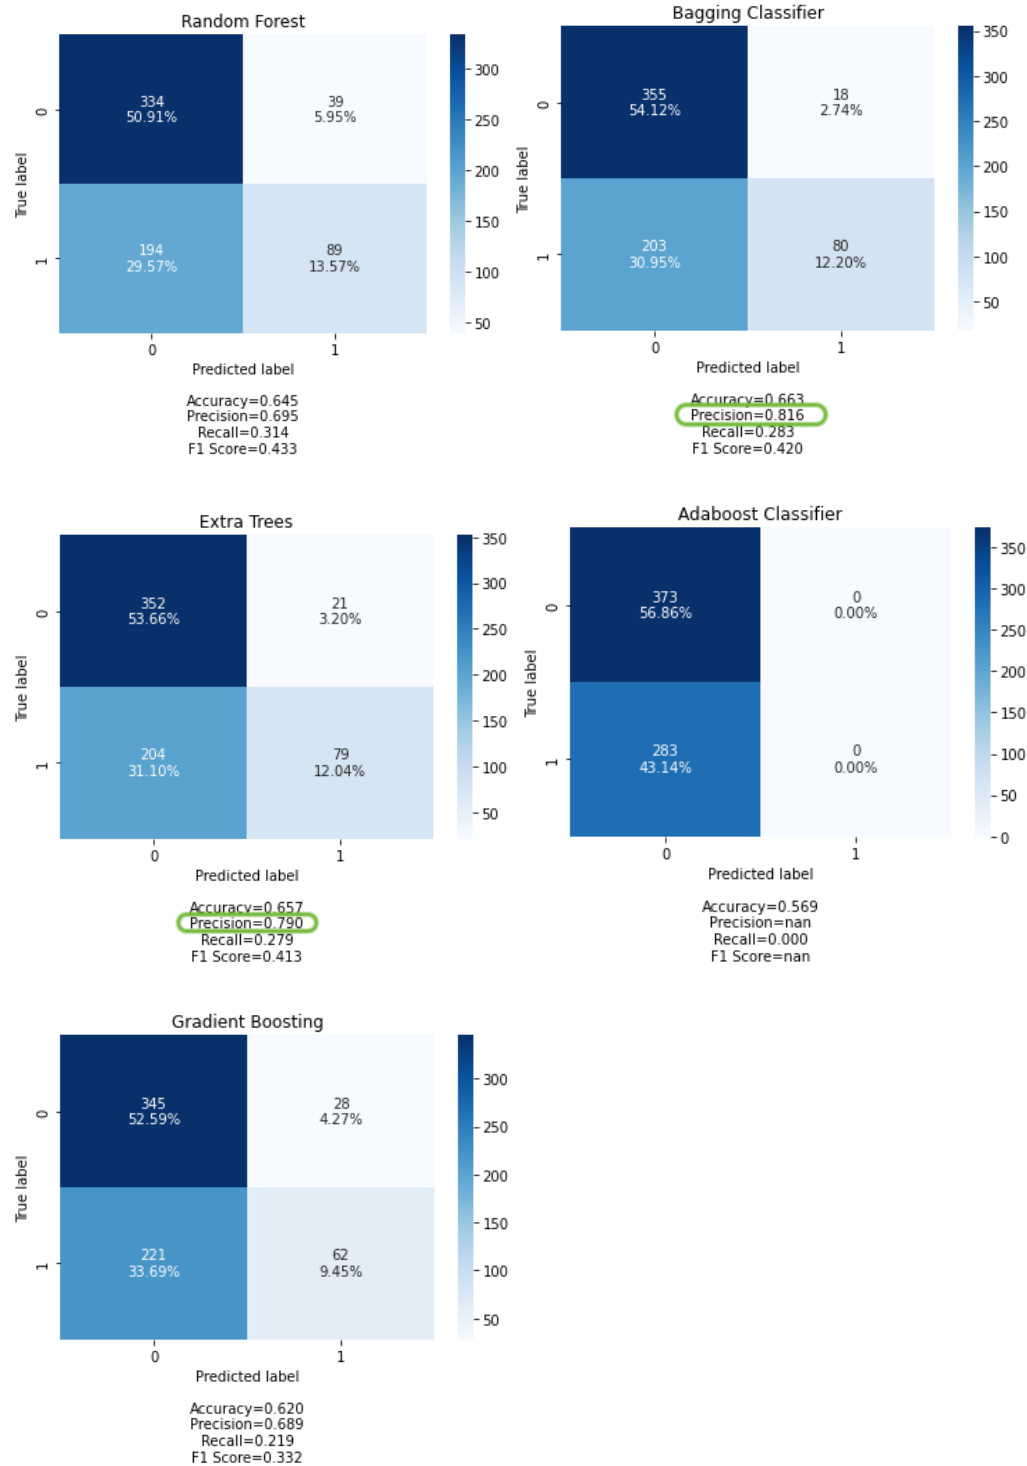 Random Forest
0
334
50.91%
39
5.95%
1
194
29.57%
89
13.57%
True label
0
1
Predicted label
300
250
200
150
100
50
Accuracy=0.645
Precision=0.695
Recall=0.314
F1 Score=0.433
Bagging Classifier
0
355
54.12%
18
2.74%
1
203
30.95%
80
12.20%
True label
0
1
Predicted label
350
300
250
200
150
100
50
Accuracy=0.663
Precision=0.816
Recall=0.283
F1 Score=0.420
Extra Trees
0
352
53.66%
21
3.20%
1
204
31.10%
79
12.04%
True label
0
1
Predicted label
350
300
250
200
150
100
50
Accuracy=0.657
Precision=0.790
Recall=0.279
F1 Score=0.413
Adaboost Classifier
0
373
56.86%
0
0.00%
1
283
43.14%
0
0.00%
True label
0
1
Predicted label
350
300
250
200
150
100
50
0
Accuracy=0.569
Precision=nan
Recall=0.000
F1 Score=nan
Gradient Boosting
0
345
52.59%
28
4.27%
1
221
33.69%
62
9.45%
True label
0
1
Predicted label
300
250
200
150
100
50
Accuracy=0.620
Precision=0.689
Recall=0.219
F1 Score=0.332